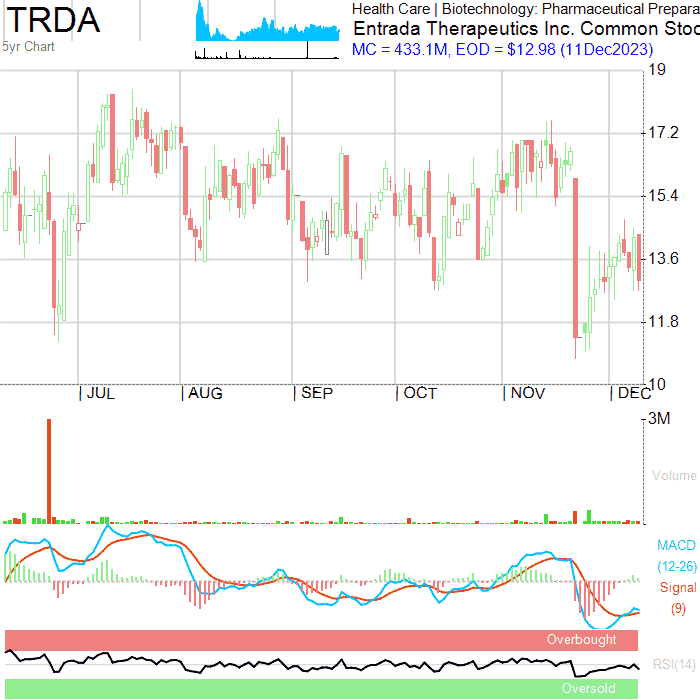 TRDA
5yr Chart
Health Care | Biotechnology: Pharmaceutical Prepara
Entrada Therapeutics Inc. Common Stoc
MC = 433.1M, EOD = $12.98 (11Dec2023)
19
17.2
15.4
13.6
11.8
10
JUL
AUG
SEP
OCT
NOV
DEC
3M
Volume
MACD
(12-26)
Signal
(9)
Overbought
RSI(14)
Oversold